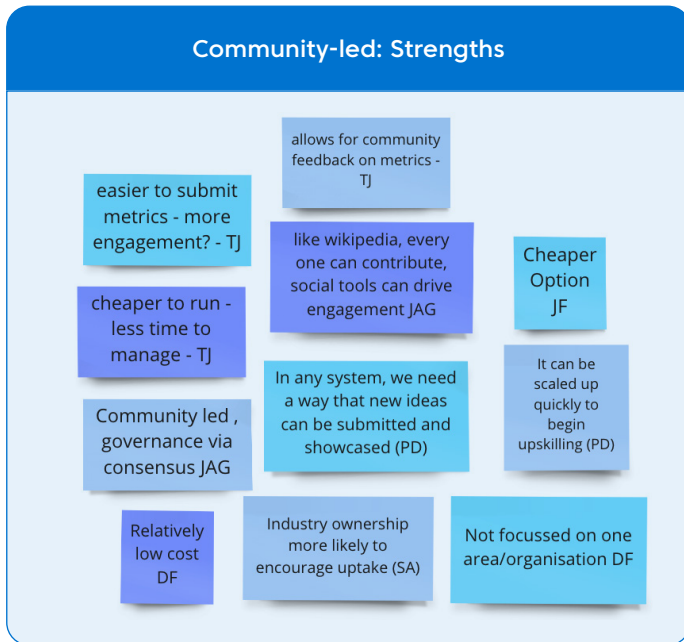 Community-led: Strengths
allows for community
feedback on metrics -
TJ
easier to submit
metrics - more
engagement? - TJ
like wikipedia, every
one can contribute,
social tools can drive
engagement JAG
Cheaper
Option
JF
cheaper to run -
less time to
manage - TJ
In any system, we need
a way that new ideas
can be submitted and
showcased (PD)
It can be
scaled up
quickly to
begin
upskilling (PD)
Community led ,
governance via
consensus JAG
Relatively
low cost
DF
Industry ownership
more likely to
encourage uptake (SA)
Not focussed on one
area/organisation DF